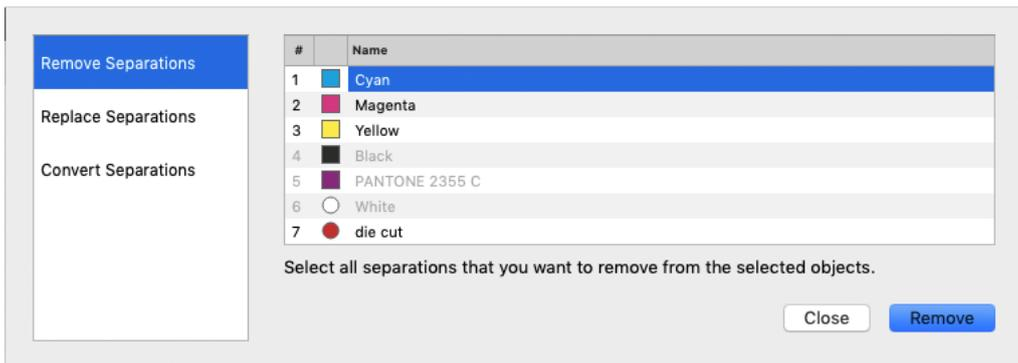 Remove Separations
Replace Separations
Convert Separations
# Name
1 Cyan
2 Magenta
3 Yellow
4 Black
5 PANTONE 2355 C
6 White
7 die cut
Select all separations that you want to remove from the selected objects.
Close Remove